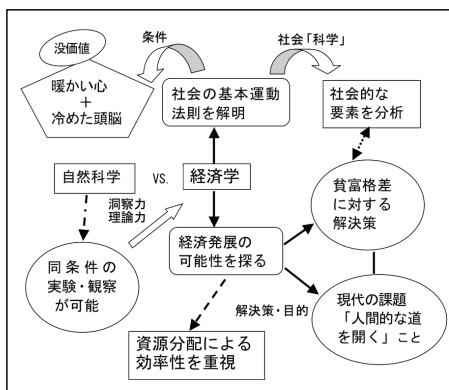 没価値
条件
社会「科学」
暖かい心
＋
冷めた頭脳
社会の基本運動
法則を解明
社会的な
要素を分析
自然科学
VS.
経済学
洞察力
理論力
貧富格差
に対する
解決策
同条件の
実験・観察
が可能
経済発展の
可能性を探る
解決策・目的
現代の課題
「人間的な道
を開く」こと
資源分配による
効率性を重視